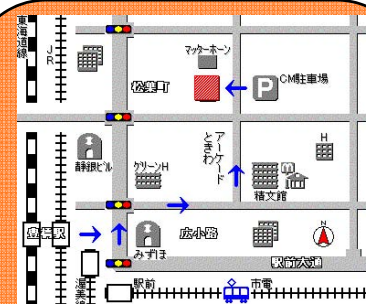 東海道線
JR
マッターホーン
松葉町
P
CM駐車場
静銀ビル
グリーンH
アーケード
ときわ
H
M
精文館
豊橋駅
広小路
N
みずほ
駅前大通
渥美線
駅前
市電